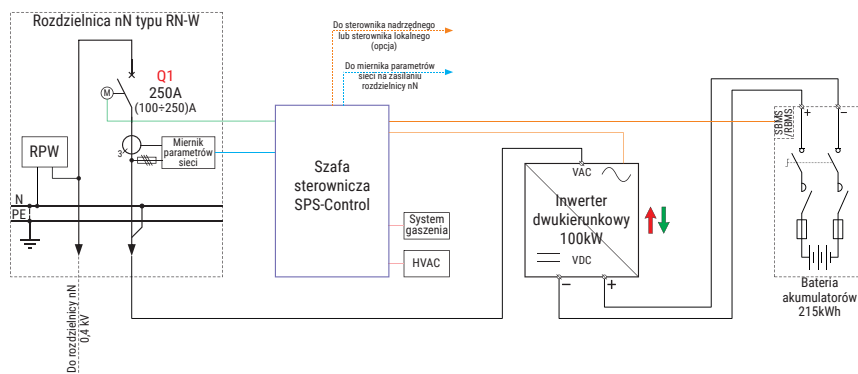 Rozdzielnica nN typu RN-W
Q1
250A
(100÷250)A
M
3
RPW
Miernik
parametrów
sieci
N
PE
Do rozdzielnicy nN
0,4 kV
Do sterownika nadrzędnego
lub sterownika lokalnego
(opcja)
Do miernika parametrów
sieci na zasilaniu
rozdzielnicy nN
Szafa
sterownicza
SPS-Control
System
gaszenia
HVAC
VAC
Inwerter
dwukierunkowy
100kW
VDC
−
+
SBMS
/RBMS
+
−
Bateria
akumulatorów
215kWh